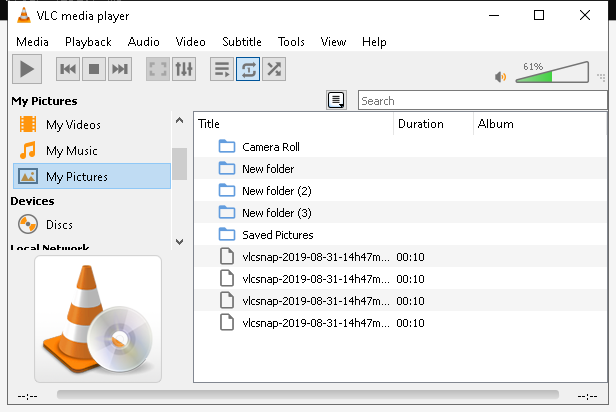 VLC media player
Media Playback Audio Video Subtitle Tools View Help
61%
My Pictures
My Videos
My Music
My Pictures
Devices
Discs
Local Network
Search
Title Duration Album
Camera Roll
New folder
New folder (2)
New folder (3)
Saved Pictures
vlcsnap-2019-08-31-14h47m... 00:10
vlcsnap-2019-08-31-14h47m... 00:10
vlcsnap-2019-08-31-14h47m... 00:10
vlcsnap-2019-08-31-14h47m... 00:10
--:-- --:--